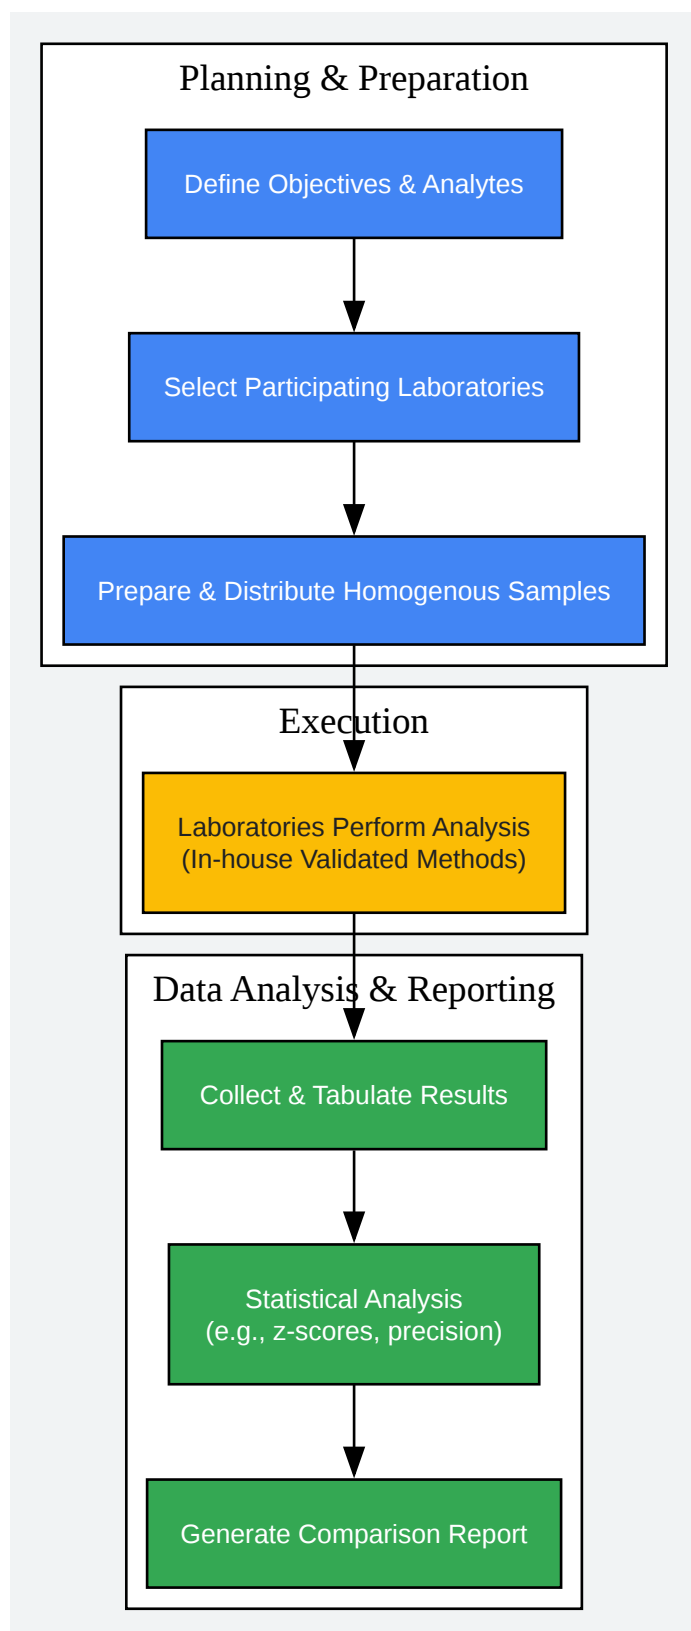 Planning & Preparation
Define Objectives & Analytes
Select Participating Laboratories
Prepare & Distribute Homogenous Samples
Execution
Laboratories Perform Analysis
(In-house Validated Methods)
Data Analysis & Reporting
Collect & Tabulate Results
Statistical Analysis
(e.g., z-scores, precision)
Generate Comparison Report